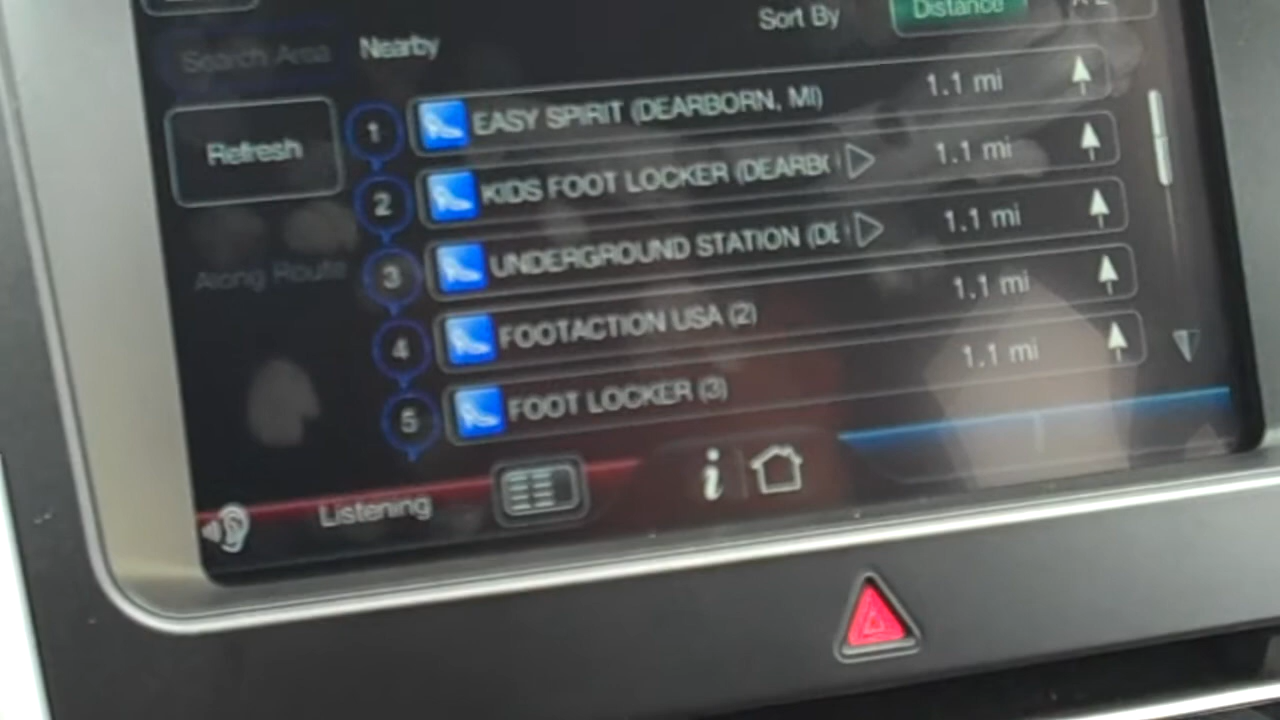 Sort By Distance
Search Area Nearby
Refresh
Along Route
1 EASY SPIRIT (DEARBORN, MI) 1.1 mi
2 KIDS FOOT LOCKER (DEARB 1.1 mi
3 UNDERGROUND STATION (DE 1.1 mi
4 FOOTACTION USA (2) 1.1 mi
5 FOOT LOCKER (3) 1.1 mi
Listening i